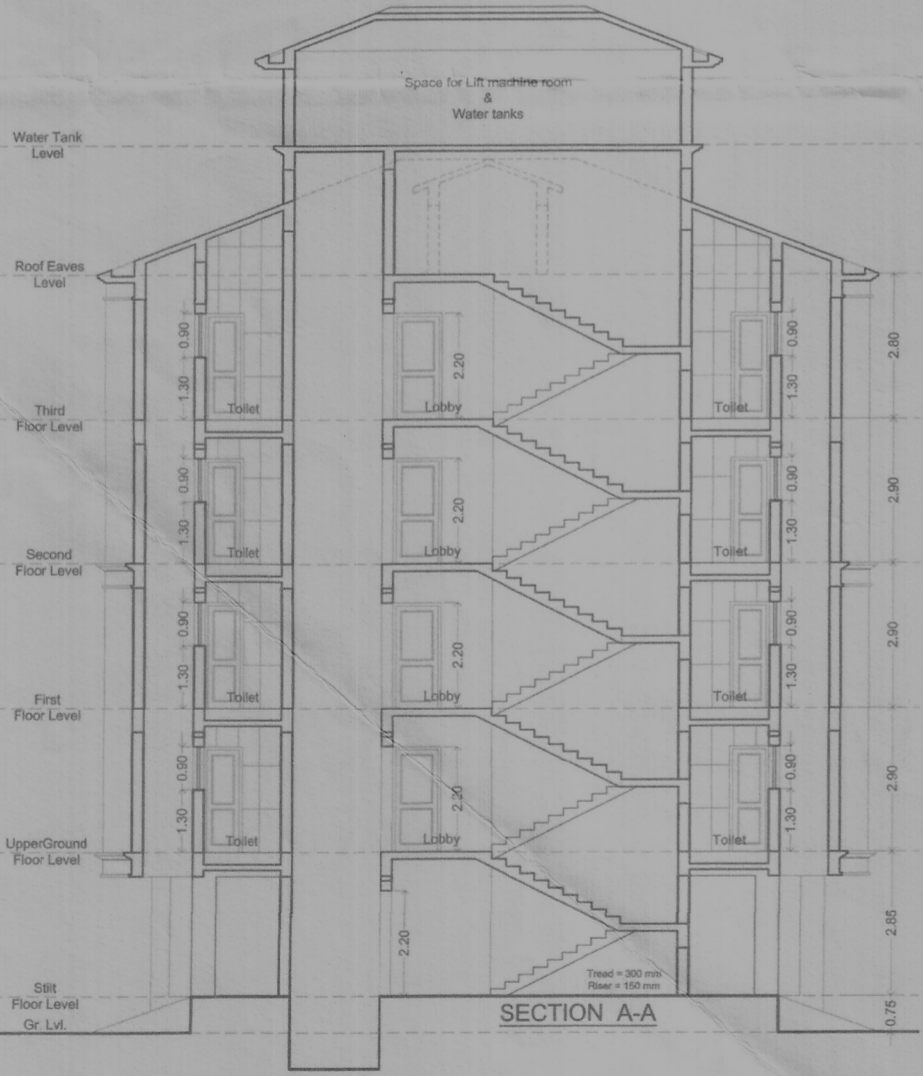 Space for Lift machine room
&
Water tanks
Water Tank
Level
Roof Eaves
Level
0.90
0.90
2.80
2.20
1.30
1.30
Toilet
Lobby
Toilet
Third
Floor Level
0.90
0.90
2.90
2.20
1.30
1.30
Toilet
Lobby
Toilet
Second
Floor Level
0.90
0.90
2.90
2.20
1.30
1.30
Toilet
Lobby
Toilet
First
Floor Level
0.90
0.90
2.90
2.20
1.30
1.30
Toilet
Lobby
Toilet
UpperGround
Floor Level
2.85
2.20
Tread = 300 mm
Riser = 150 mm
Stilt
Floor Level
SECTION A-A
Gr. Lvl.
0.75